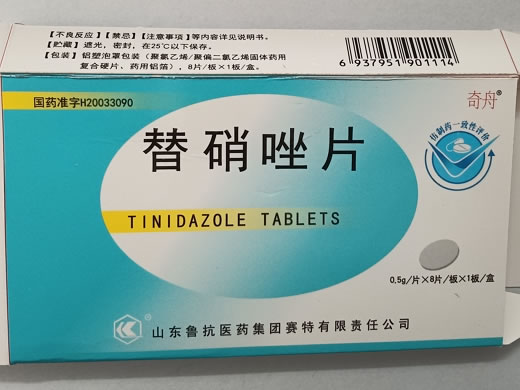 【不良反应】【禁忌】【注意事项】等内容详见说明书。
【贮藏】遮光，密封，在25℃以下保存。
【包装】铝塑泡罩包装（聚氯乙烯/聚偏二氯乙烯固体药用
复合硬片、药用铝箔），8片/板×1板/盒。
6 937951 901114
国药准字H20033090
奇舟®
仿制药一致性评价
替硝唑片
TINIDAZOLE TABLETS
0.5g/片×8片/板×1板/盒
山东鲁抗医药集团赛特有限责任公司